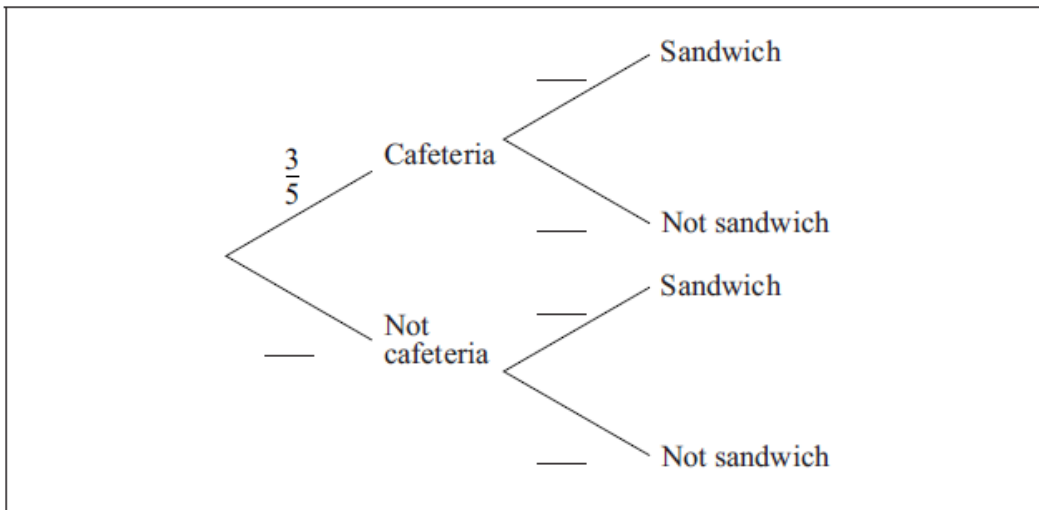 Sandwich
Cafeteria
3
5
Not sandwich
Sandwich
Not
cafeteria
Not sandwich